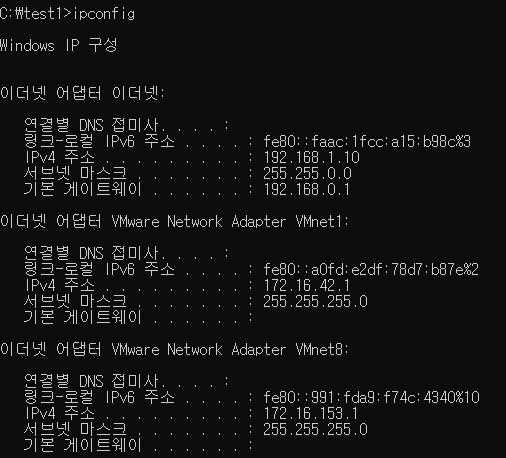 C:₩test1>ipconfig
Windows IP 구성
이더넷 어댑터 이더넷:
연결별 DNS 접미사. . . . :
링크-로컬 IPv6 주소 . . . . : fe80::faac:1fcc:a15:b98c%3
IPv4 주소 . . . . . . . . . : 192.168.1.10
서브넷 마스크 . . . . . . . : 255.255.0.0
기본 게이트웨이 . . . . . . : 192.168.0.1
이더넷 어댑터 VMware Network Adapter VMnet1:
연결별 DNS 접미사. . . . :
링크-로컬 IPv6 주소 . . . . : fe80::a0fd:e2df:78d7:b87e%2
IPv4 주소 . . . . . . . . . : 172.16.42.1
서브넷 마스크 . . . . . . . : 255.255.255.0
기본 게이트웨이 . . . . . . :
이더넷 어댑터 VMware Network Adapter VMnet8:
연결별 DNS 접미사. . . . :
링크-로컬 IPv6 주소 . . . . : fe80::991:fda9:f74c:4340%10
IPv4 주소 . . . . . . . . . : 172.16.153.1
서브넷 마스크 . . . . . . . : 255.255.255.0
기본 게이트웨이 . . . . . . :